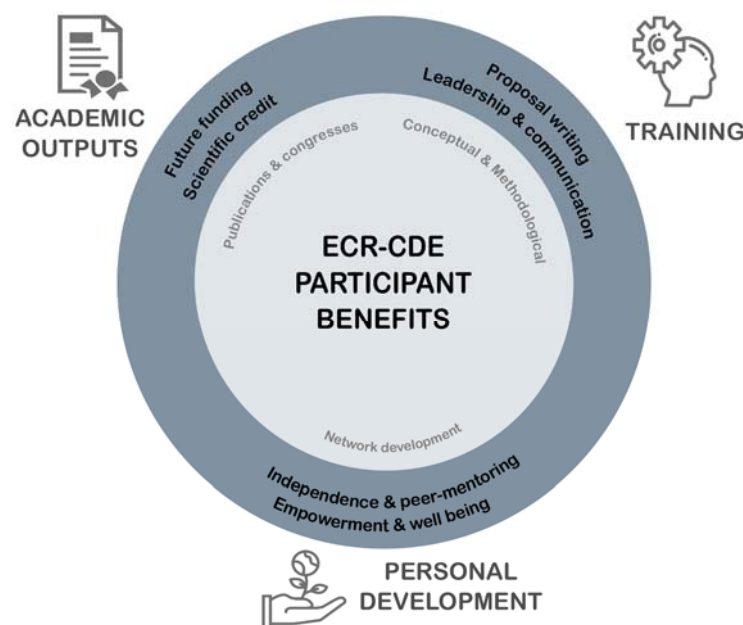 ACADEMIC
OUTPUTS
Future funding
Scientific credit
Publications & congresses
Proposal writing
Leadership & communication
Conceptual & Methodological
TRAINING
ECR-CDE
PARTICIPANT
BENEFITS
Network development
Independence & peer-mentoring
Empowerment & well being
PERSONAL
DEVELOPMENT